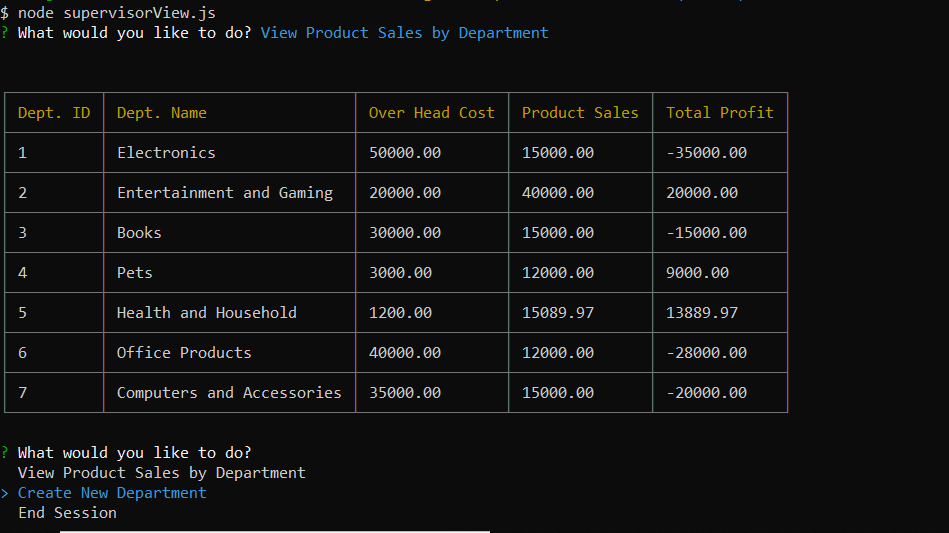 $ node supervisorView.js
? What would you like to do? View Product Sales by Department
Dept. ID Dept. Name Over Head Cost Product Sales Total Profit
1 Electronics 50000.00 15000.00 -35000.00
2 Entertainment and Gaming 20000.00 40000.00 20000.00
3 Books 30000.00 15000.00 -15000.00
4 Pets 3000.00 12000.00 9000.00
5 Health and Household 1200.00 15089.97 13889.97
6 Office Products 40000.00 12000.00 -28000.00
7 Computers and Accessories 35000.00 15000.00 -20000.00
? What would you like to do?
View Product Sales by Department
> Create New Department
End Session